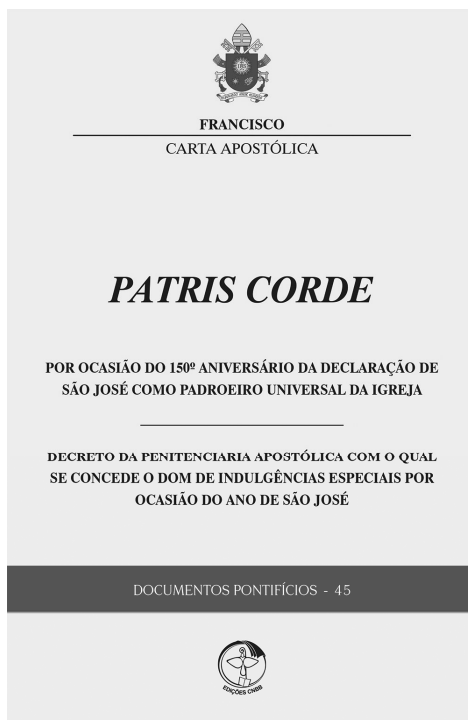 FRANCISCO
CARTA APOSTÓLICA
PATRIS CORDE
POR OCASIÃO DO 150º ANIVERSÁRIO DA DECLARAÇÃO DE
SÃO JOSÉ COMO PADROEIRO UNIVERSAL DA IGREJA
DECRETO DA PENITENCIARIA APOSTÓLICA COM O QUAL
SE CONCEDE O DOM DE INDULGÊNCIAS ESPECIAIS POR
OCASIÃO DO ANO DE SÃO JOSÉ
DOCUMENTOS PONTIFÍCIOS - 45
EDIÇÕES CNBB